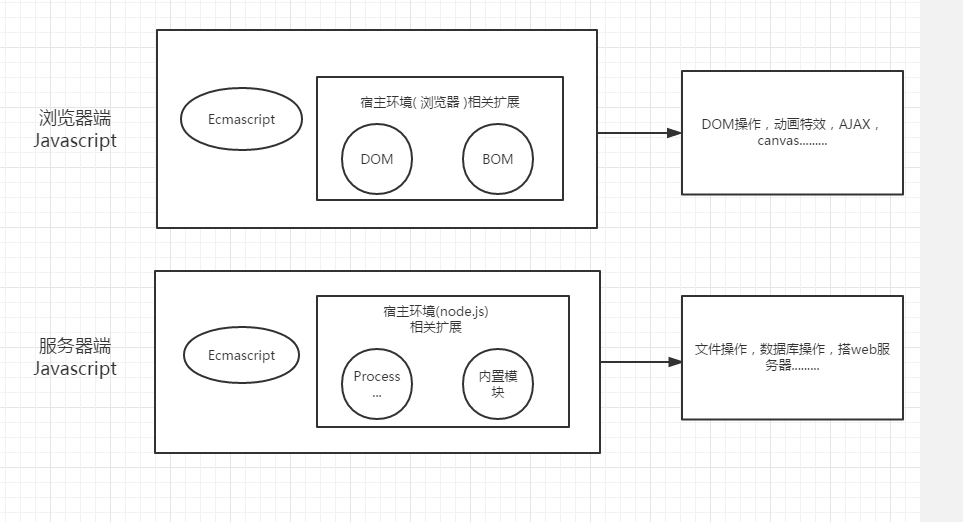 浏览器端
Javascript
Ecmascript
宿主环境( 浏览器 )相关扩展
DOM
BOM
DOM操作，动画特效，AJAX，
canvas.........
服务器端
Javascript
Ecmascript
宿主环境(node.js)
相关扩展
Process
...
内置模
块
文件操作，数据库操作，搭web服
务器.........